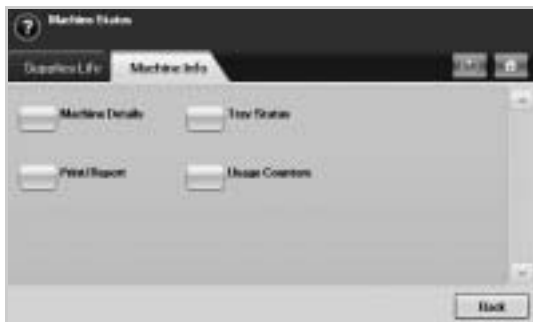 Machine Status
Supplies Life
Machine Info
Machine Details
Tray Status
Print/Report
Usage Counters
Back